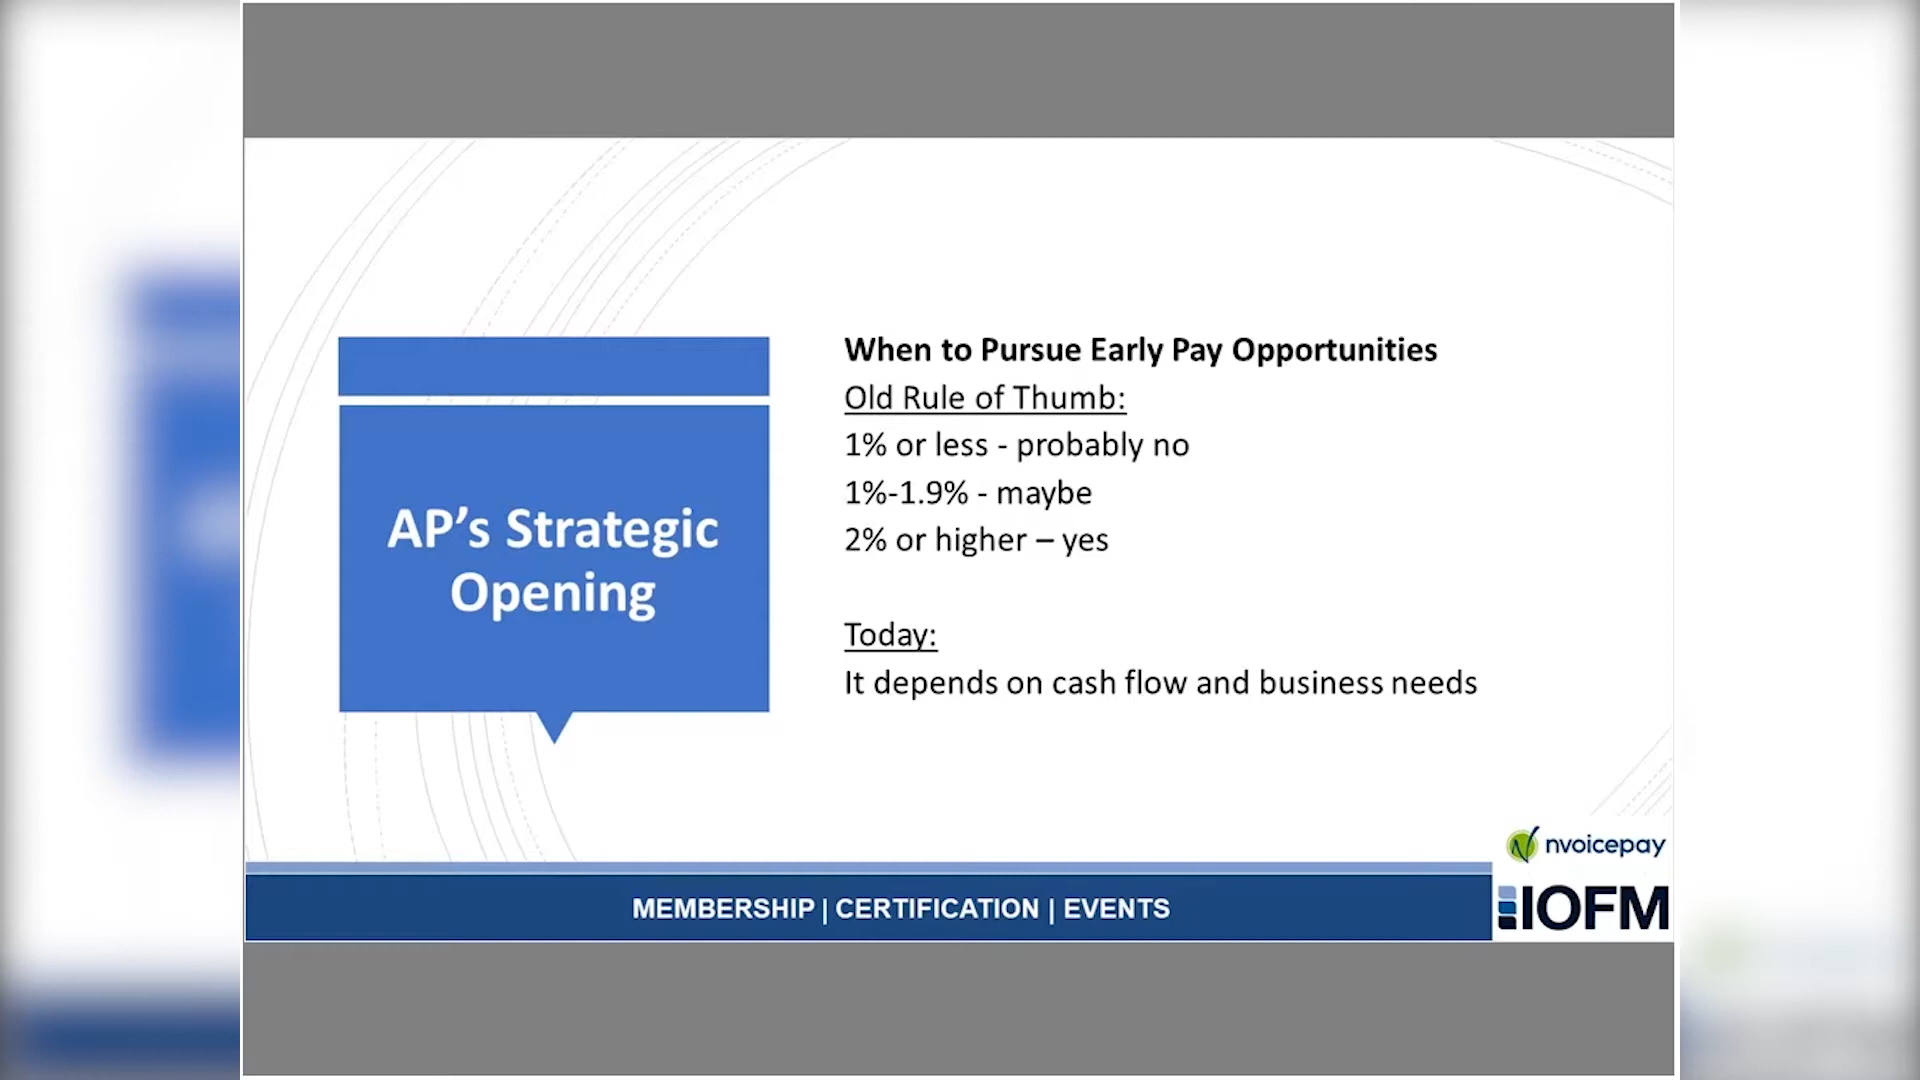 AP’s Strategic
Opening
When to Pursue Early Pay Opportunities
Old Rule of Thumb:
1% or less - probably no
1%-1.9% - maybe
2% or higher – yes
Today:
It depends on cash flow and business needs
nvoicepay
MEMBERSHIP | CERTIFICATION | EVENTS
IOFM